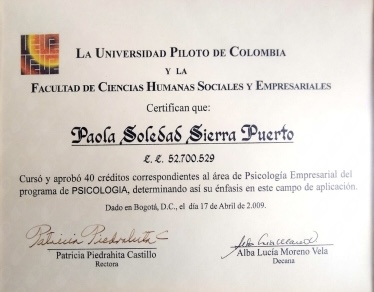 LA UNIVERSIDAD PILOTO DE COLOMBIA
Y LA
FACULTAD DE CIENCIAS HUMANAS SOCIALES Y EMPRESARIALES
Certifican que:
Paola Soledad Sierra Puerto
C.C. 52.700.529
Cursó y aprobó 40 créditos correspondientes al área de Psicología Empresarial del
programa de PSICOLOGIA, determinando así su énfasis en este campo de aplicación.
Dado en Bogotá, D.C., el día 17 de Abril de 2.009.
Patricia Piedrahita C
Patricia Piedrahita Castillo
Rectora
Alba Lucía Moreno Vela
Decana